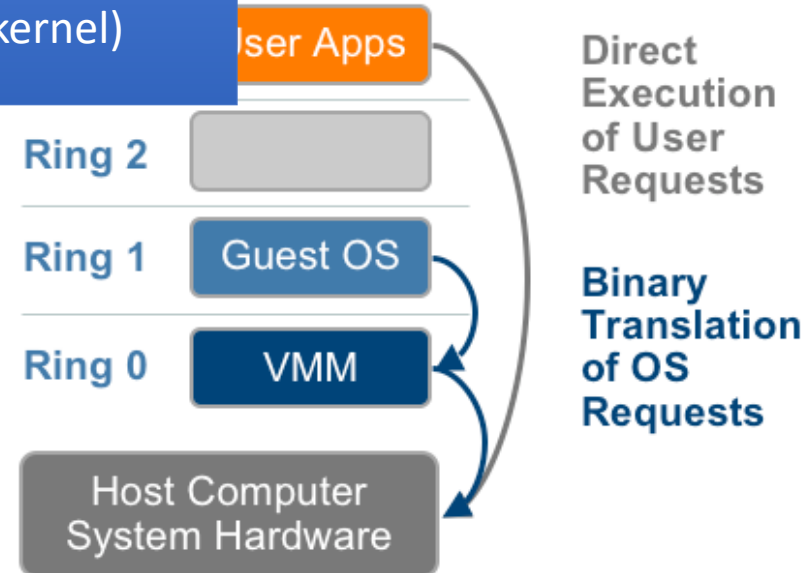 kernel)
User Apps
Direct
Execution
of User
Requests
Ring 2
Ring 1
Guest OS
Binary
Translation
of OS
Requests
Ring 0
VMM
Host Computer
System Hardware